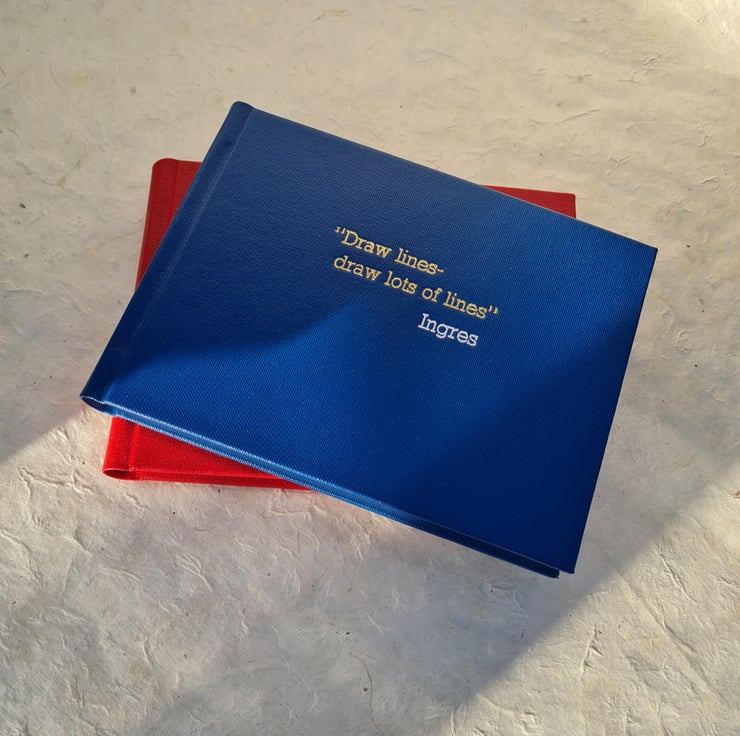 "Draw lines-
draw lots of lines"
Ingres